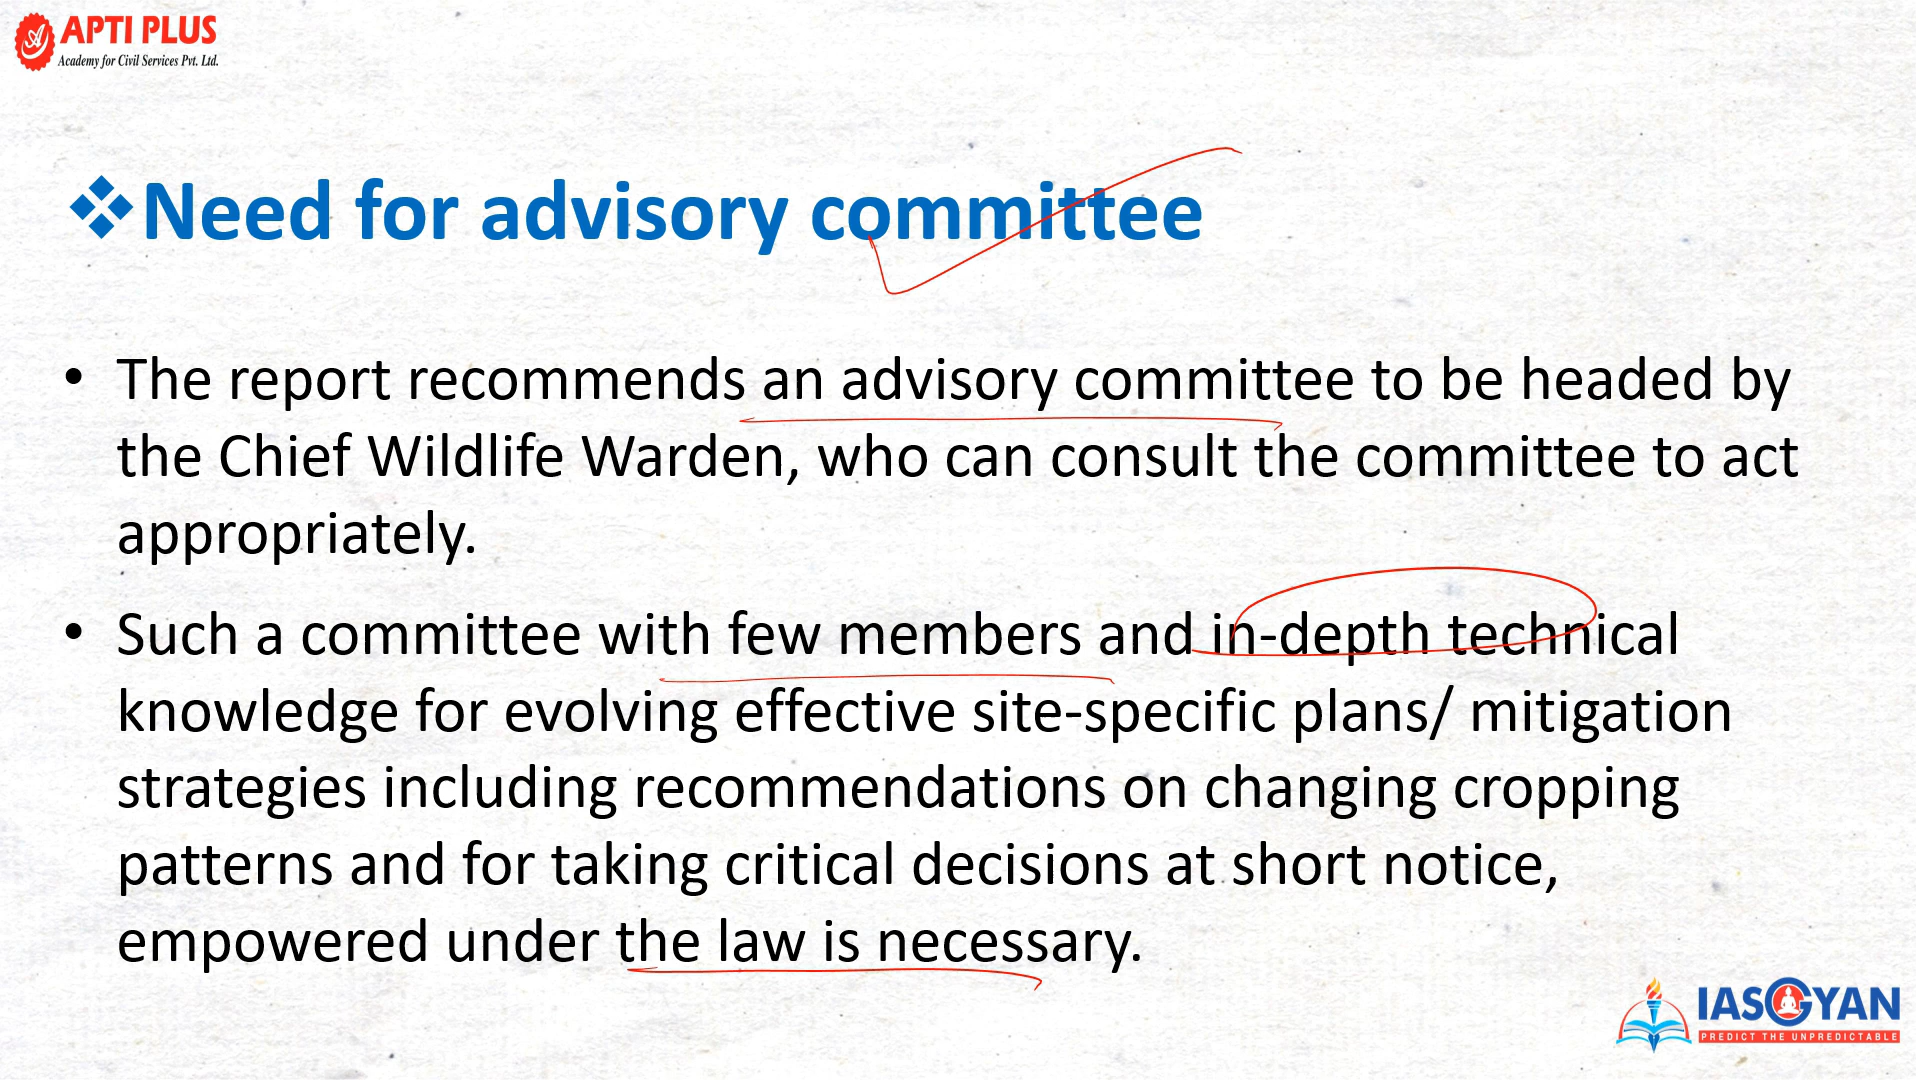 APTI PLUS
Academy for Civil Services Pvt. Ltd.
Need for advisory committee
• The report recommends an advisory committee to be headed by
the Chief Wildlife Warden, who can consult the committee to act
appropriately.
• Such a committee with few members and in-depth technical
knowledge for evolving effective site-specific plans/ mitigation
strategies including recommendations on changing cropping
patterns and for taking critical decisions at short notice,
empowered under the law is necessary.
IASGYAN
PREDICT THE UNPREDICTABLE